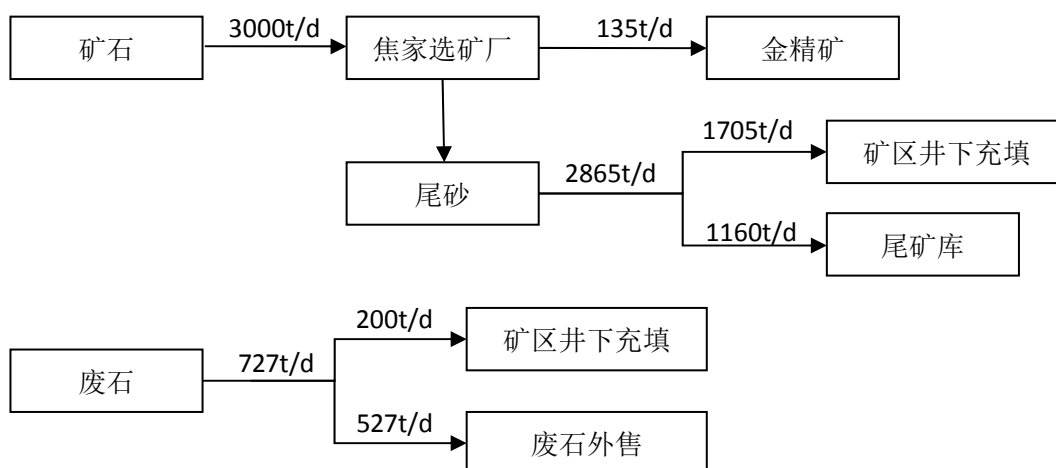 矿石
3000t/d
焦家选矿厂
135t/d
金精矿
尾砂
2865t/d
1705t/d
矿区井下充填
1160t/d
尾矿库
废石
727t/d
200t/d
矿区井下充填
527t/d
废石外售